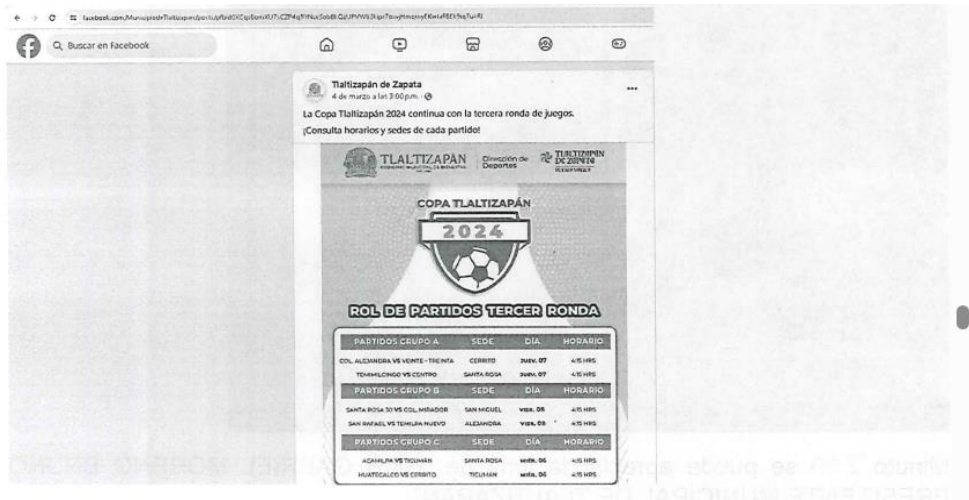 Buscar en Facebook
Tlaltizapán de Zapata
4 de marzo a las 3:00 p.m.
La Copa Tlaltizapán 2024 continua con la tercera ronda de juegos.
¡Consulta horarios y sedes de cada partido!
TLALTIZAPÁN Dirección de Deportes TLALTIZAPÁN DE ZAPATA
COPA TLALTIZAPÁN
2024
ROL DE PARTIDOS TERCER RONDA
PARTIDOS GRUPO A SEDE DÍA HORARIO
COL. ALEJANDRA VS VEINTE - TREINTA CERRITO JUEV. 07 4:15 HRS
TEMIMILCINGO VS CENTRO SANTA ROSA JUEV. 07 4:15 HRS
PARTIDOS GRUPO B SEDE DÍA HORARIO
SANTA ROSA 30 VS COL. MIRADOR SAN MIGUEL VIER. 08 4:15 HRS
SAN RAFAEL VS TEMILPA NUEVO ALEJANDRA VIER. 08 4:15 HRS
PARTIDOS GRUPO C SEDE DÍA HORARIO
ACAMILPA VS TICUMÁN SANTA ROSA MIÉR. 06 4:15 HRS
HUATECALCO VS CERRITO TICUMÁN MIÉR. 06 4:15 HRS